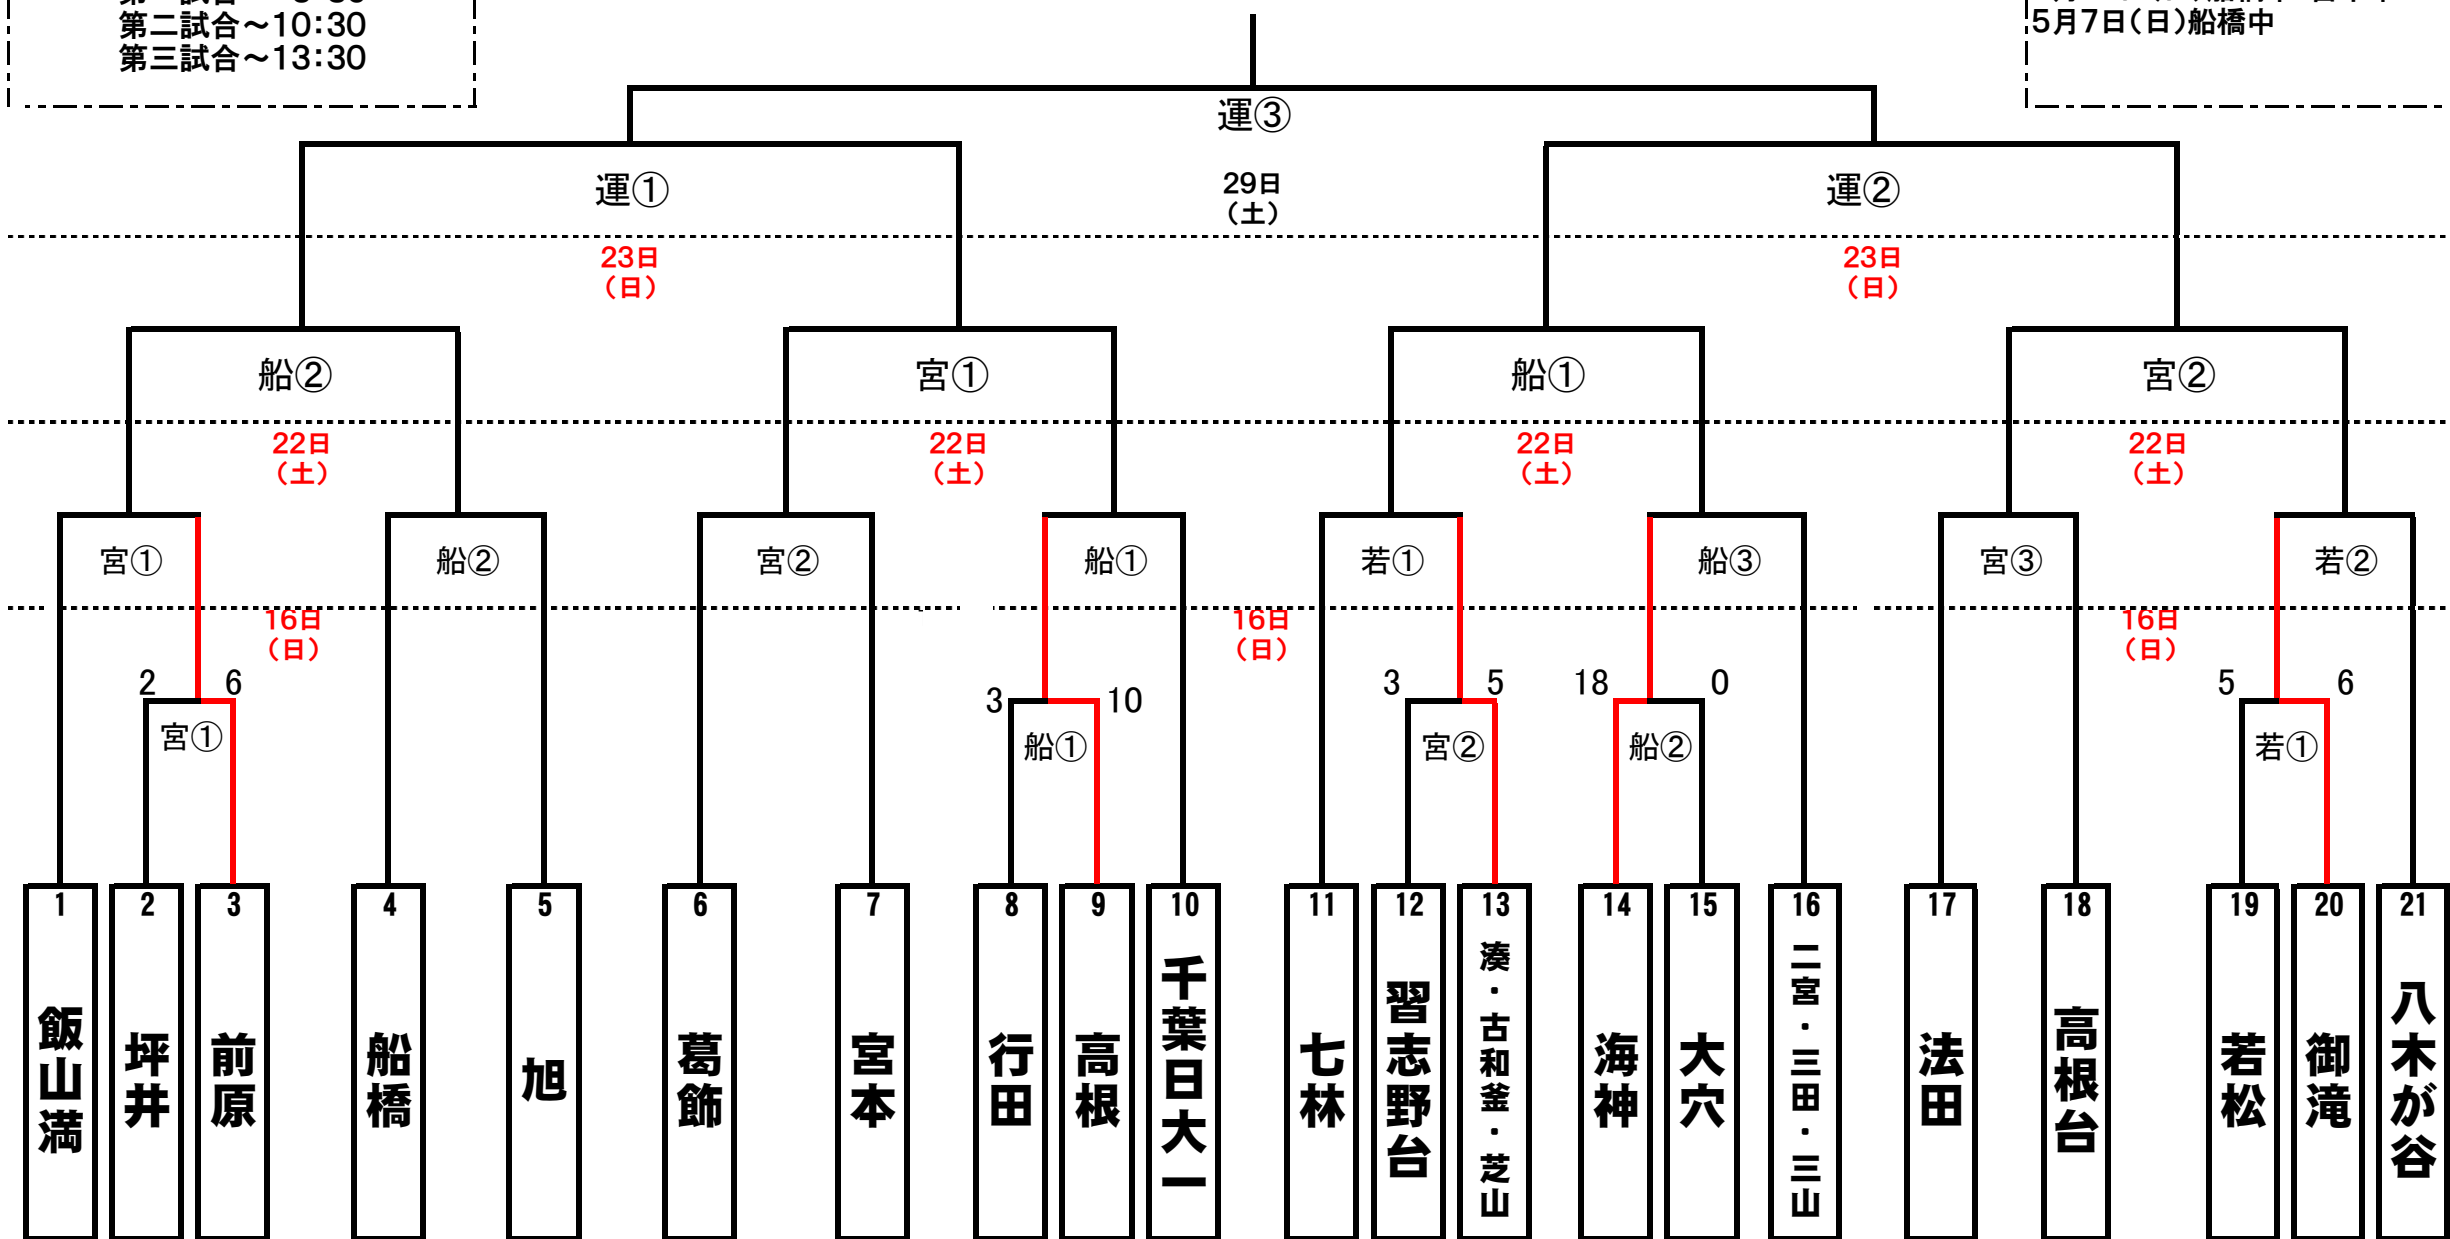 第二試合～10：30
第三試合～13：30
5月7日（日）船橋中
運③
運①
29日
（土）
運②
23日
（日）
23日
（日）
船②
宮①
船①
宮②
22日
（土）
22日
（土）
22日
（土）
22日
（土）
宮①
船②
宮②
船①
若①
船③
宮③
若②
16日
（日）
16日
（日）
16日
（日）
2 6
3 10
3 5
18 0
5 6
宮①
船①
宮②
船②
若①
1 飯山満
2 坪井
3 前原
4 船橋
5 旭
6 葛飾
7 宮本
8 行田
9 高根
10 千葉日大一
11 七林
12 習志野台
13 湊・古和釜・芝山
14 海神
15 大穴
16 二宮・三田・三山
17 法田
18 高根台
19 若松
20 御滝
21 八木が谷